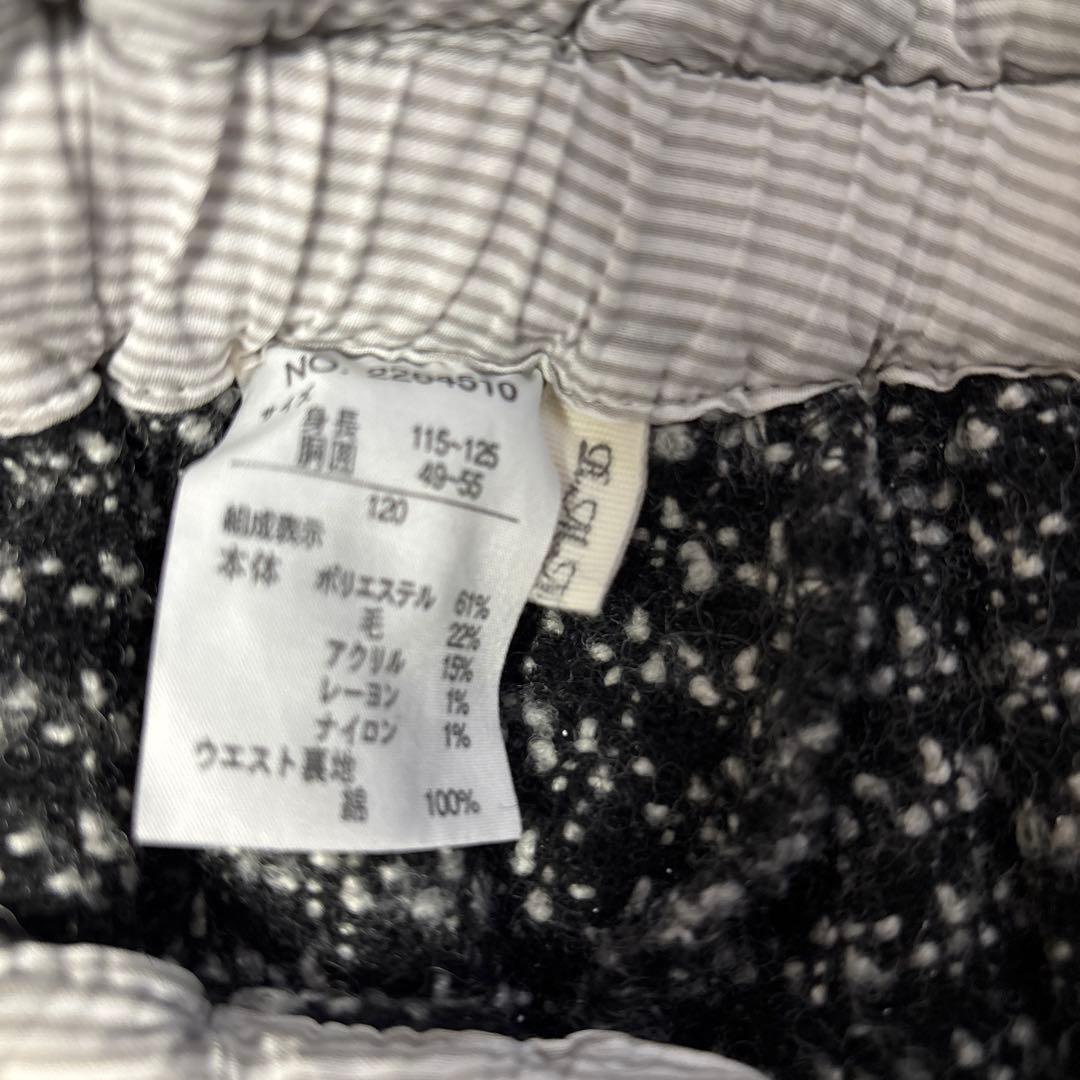 NO. 2264510
サイズ
身長 115~125
胴囲 49-55
120
組成表示
本体 ポリエステル 61%
毛 22%
アクリル 15%
レーヨン 1%
ナイロン 1%
ウエスト裏地
綿 100%